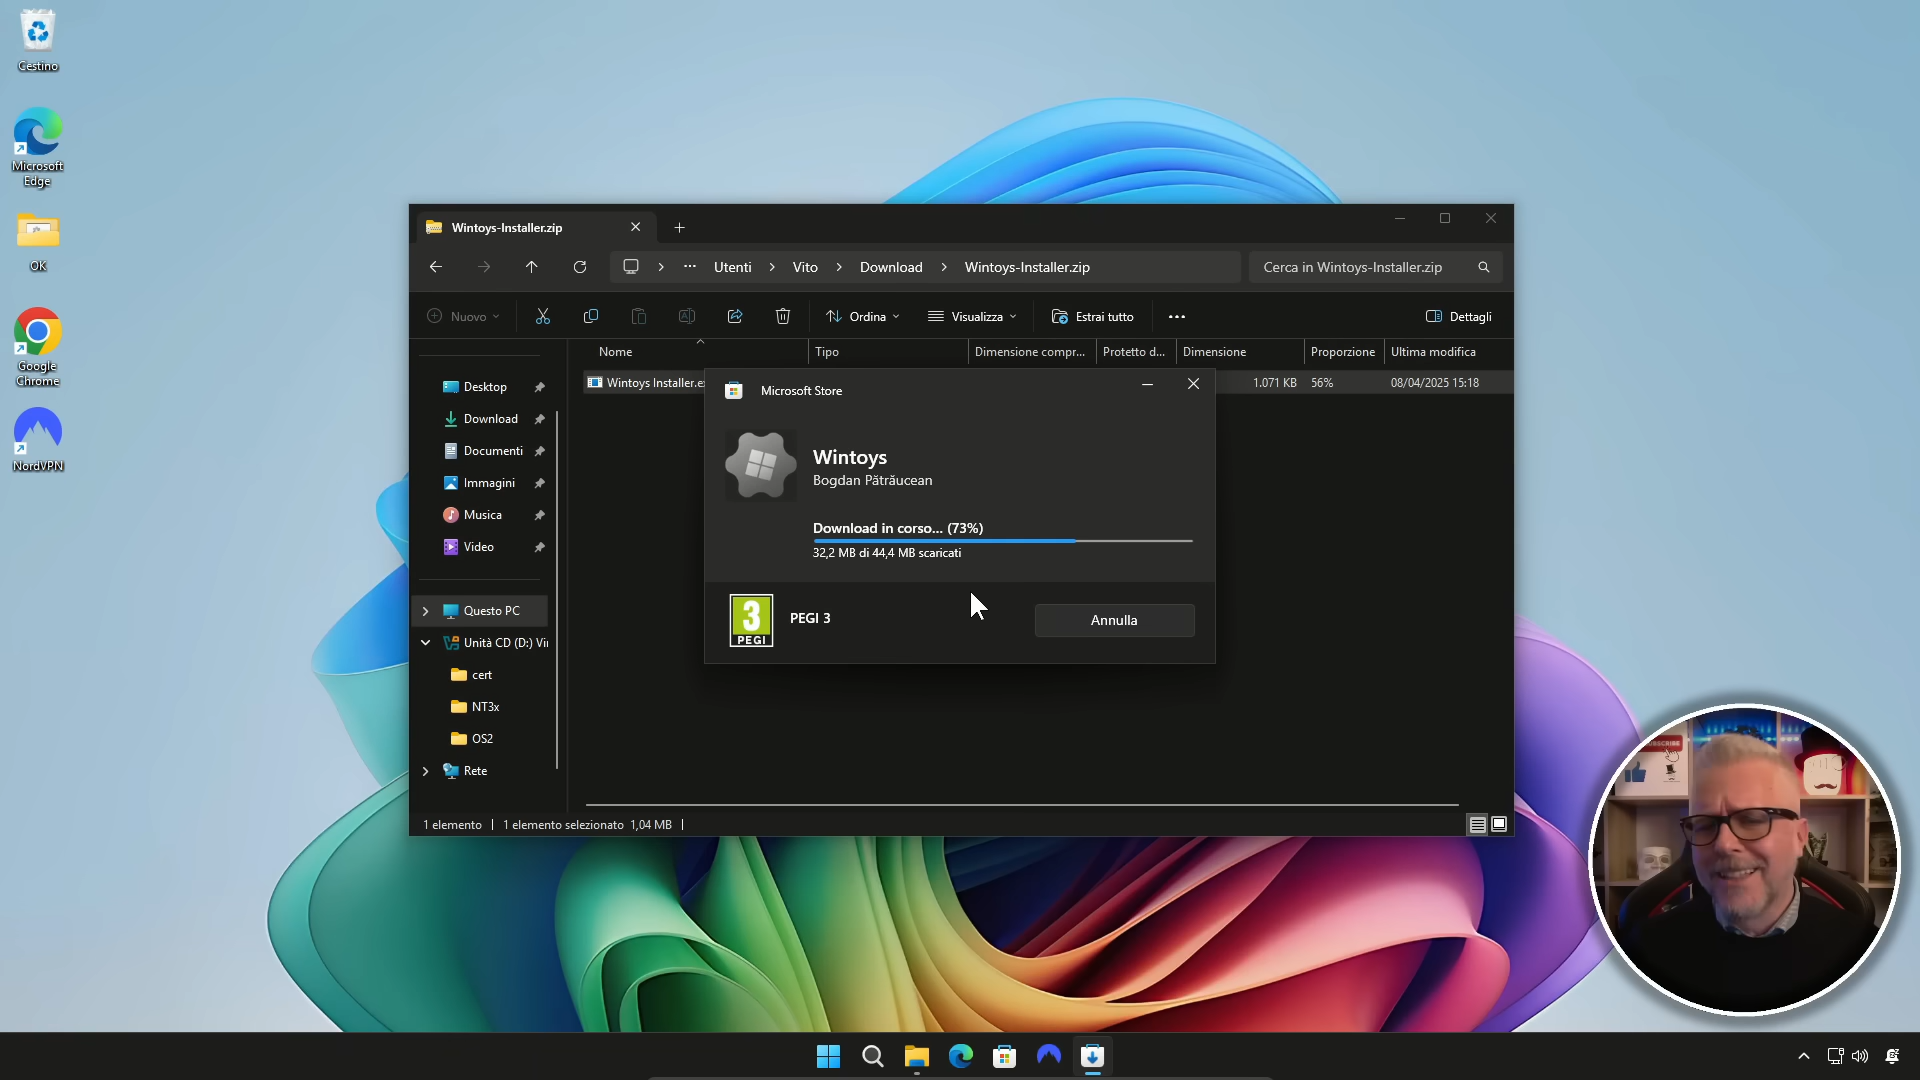 Cestino
Microsoft
Edge
OK
Google
Chrome
NordVPN
Wintoys-Installer.zip
Utenti
Vito
Download
Wintoys-Installer.zip
Cerca in Wintoys-Installer.zip
Nuovo
Ordina
Visualizza
Estrai tutto
Dettagli
Nome
Tipo
Dimensione compr...
Protetto d...
Dimensione
Proporzione
Ultima modifica
Wintoys Installer.e
1.071 KB
56%
08/04/2025 15:18
Desktop
Download
Documenti
Immagini
Musica
Video
Questo PC
Unità CD (D:) Vi
cert
NT3x
OS2
Rete
Microsoft Store
Wintoys
Bogdan Pătrăucean
Download in corso... (73%)
32,2 MB di 44,4 MB scaricati
3
PEGI
PEGI 3
Annulla
1 elemento
1 elemento selezionato 1,04 MB